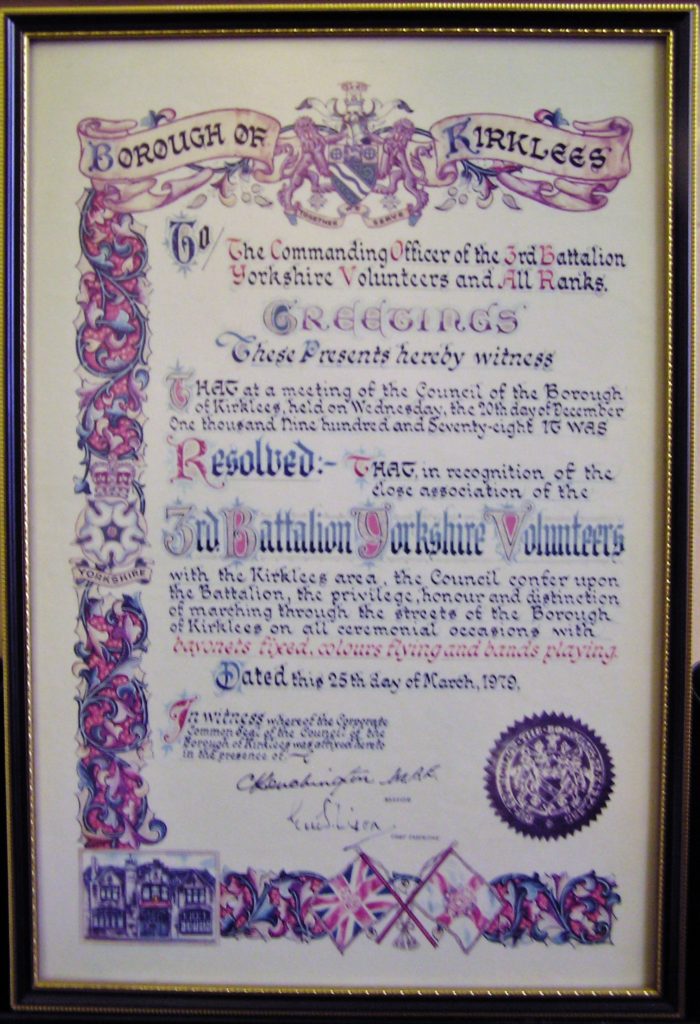 BOROUGH OF KIRKLEES
TOGETHER SERVE
To/ The Commanding Officer of the 3rd Battalion
Yorkshire Volunteers and All Ranks.
GREETINGS
These Presents hereby witness
THAT at a meeting of the Council of the Borough
of Kirklees, held on Wednesday, the 20th day of December
One thousand Nine hundred and Seventy-eight IT WAS
Resolved:- THAT, in recognition of the
close association of the
3rd Battalion Yorkshire Volunteers
with the Kirklees area, the Council confer upon
the Battalion, the privilege, honour and distinction
of marching through the streets of the Borough
of Kirklees on all ceremonial occasions with
bayonets fixed, colours flying and bands playing.
YORKSHIRE
Dated this 25th day of March, 1979.
In witness whereof the Corporate
Common Seal of the Council of the
Borough of Kirklees was affixed hereto
in the presence of:-
MAYOR
CHIEF EXECUTIVE